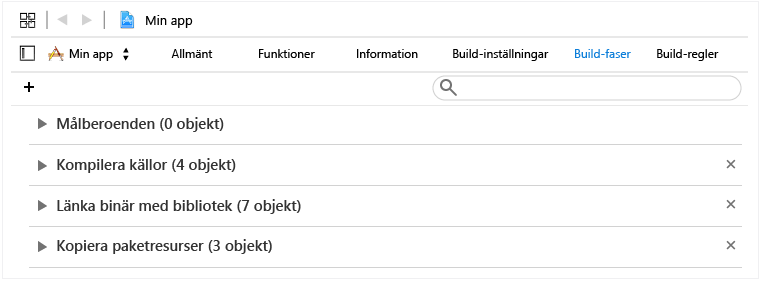 Min app
Min app Allmänt Funktioner Information Build-inställningar Build-faser Build-regler
Målberoenden (0 objekt)
Kompilera källor (4 objekt)
Länka binär med bibliotek (7 objekt)
Kopiera paketresurser (3 objekt)